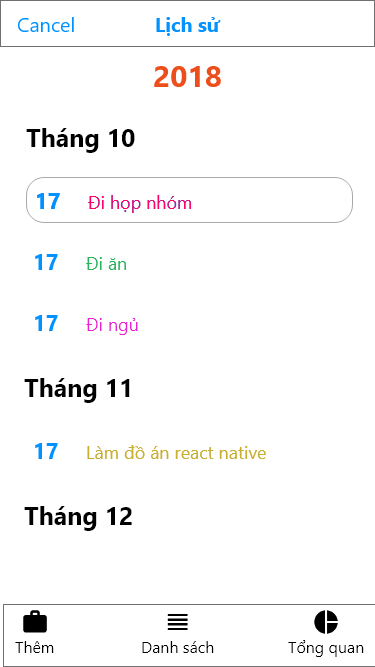 Cancel Lịch sử
2018
Tháng 10
17 Đi họp nhóm
17 Đi ăn
17 Đi ngủ
Tháng 11
17 Làm đồ án react native
Tháng 12
Thêm Danh sách Tổng quan